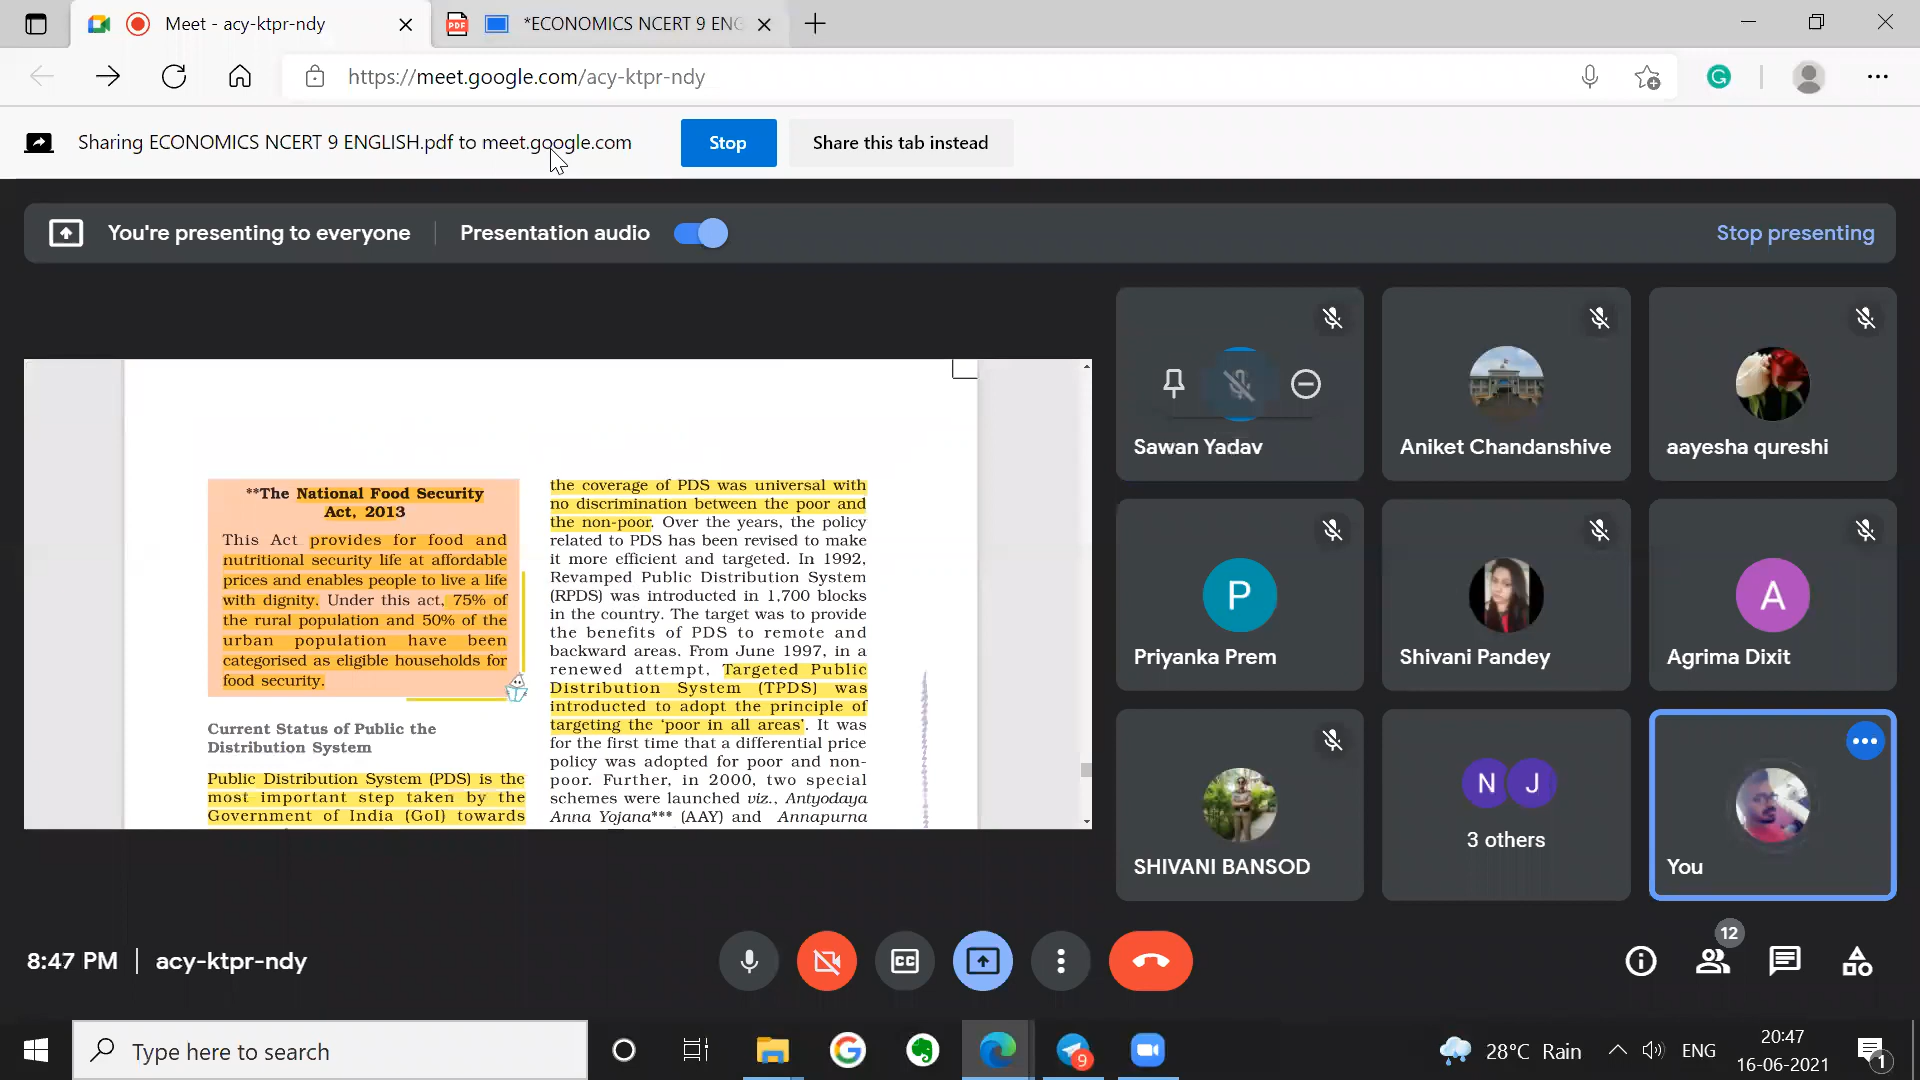 Meet - acy-ktpr-ndy
PDF
*ECONOMICS NCERT 9 ENG
https://meet.google.com/acy-ktpr-ndy
Sharing ECONOMICS NCERT 9 ENGLISH.pdf to meet.google.com
Stop
Share this tab instead
You're presenting to everyone
Presentation audio
Stop presenting
**The National Food Security
Act, 2013
This Act provides for food and
nutritional security life at affordable
prices and enables people to live a life
with dignity. Under this act, 75% of
the rural population and 50% of the
urban population have been
categorised as eligible households for
food security.
Current Status of Public the
Distribution System
Public Distribution System (PDS) is the
most important step taken by the
Government of India (GoI) towards
the coverage of PDS was universal with
no discrimination between the poor and
the non-poor. Over the years, the policy
related to PDS has been revised to make
it more efficient and targeted. In 1992,
Revamped Public Distribution System
(RPDS) was introducted in 1,700 blocks
in the country. The target was to provide
the benefits of PDS to remote and
backward areas. From June 1997, in a
renewed attempt, Targeted Public
Distribution System (TPDS) was
introducted to adopt the principle of
targeting the ‘poor in all areas’. It was
for the first time that a differential price
policy was adopted for poor and non-
poor. Further, in 2000, two special
schemes were launched viz., Antyodaya
Anna Yojana*** (AAY) and Annapurna
Sawan Yadav
Aniket Chandanshive
aayesha qureshi
P
Priyanka Prem
Shivani Pandey
A
Agrima Dixit
SHIVANI BANSOD
N J
3 others
You
8:47 PM | acy-ktpr-ndy
CC
12
Type here to search
9
28°C Rain
ENG
20:47
16-06-2021
1